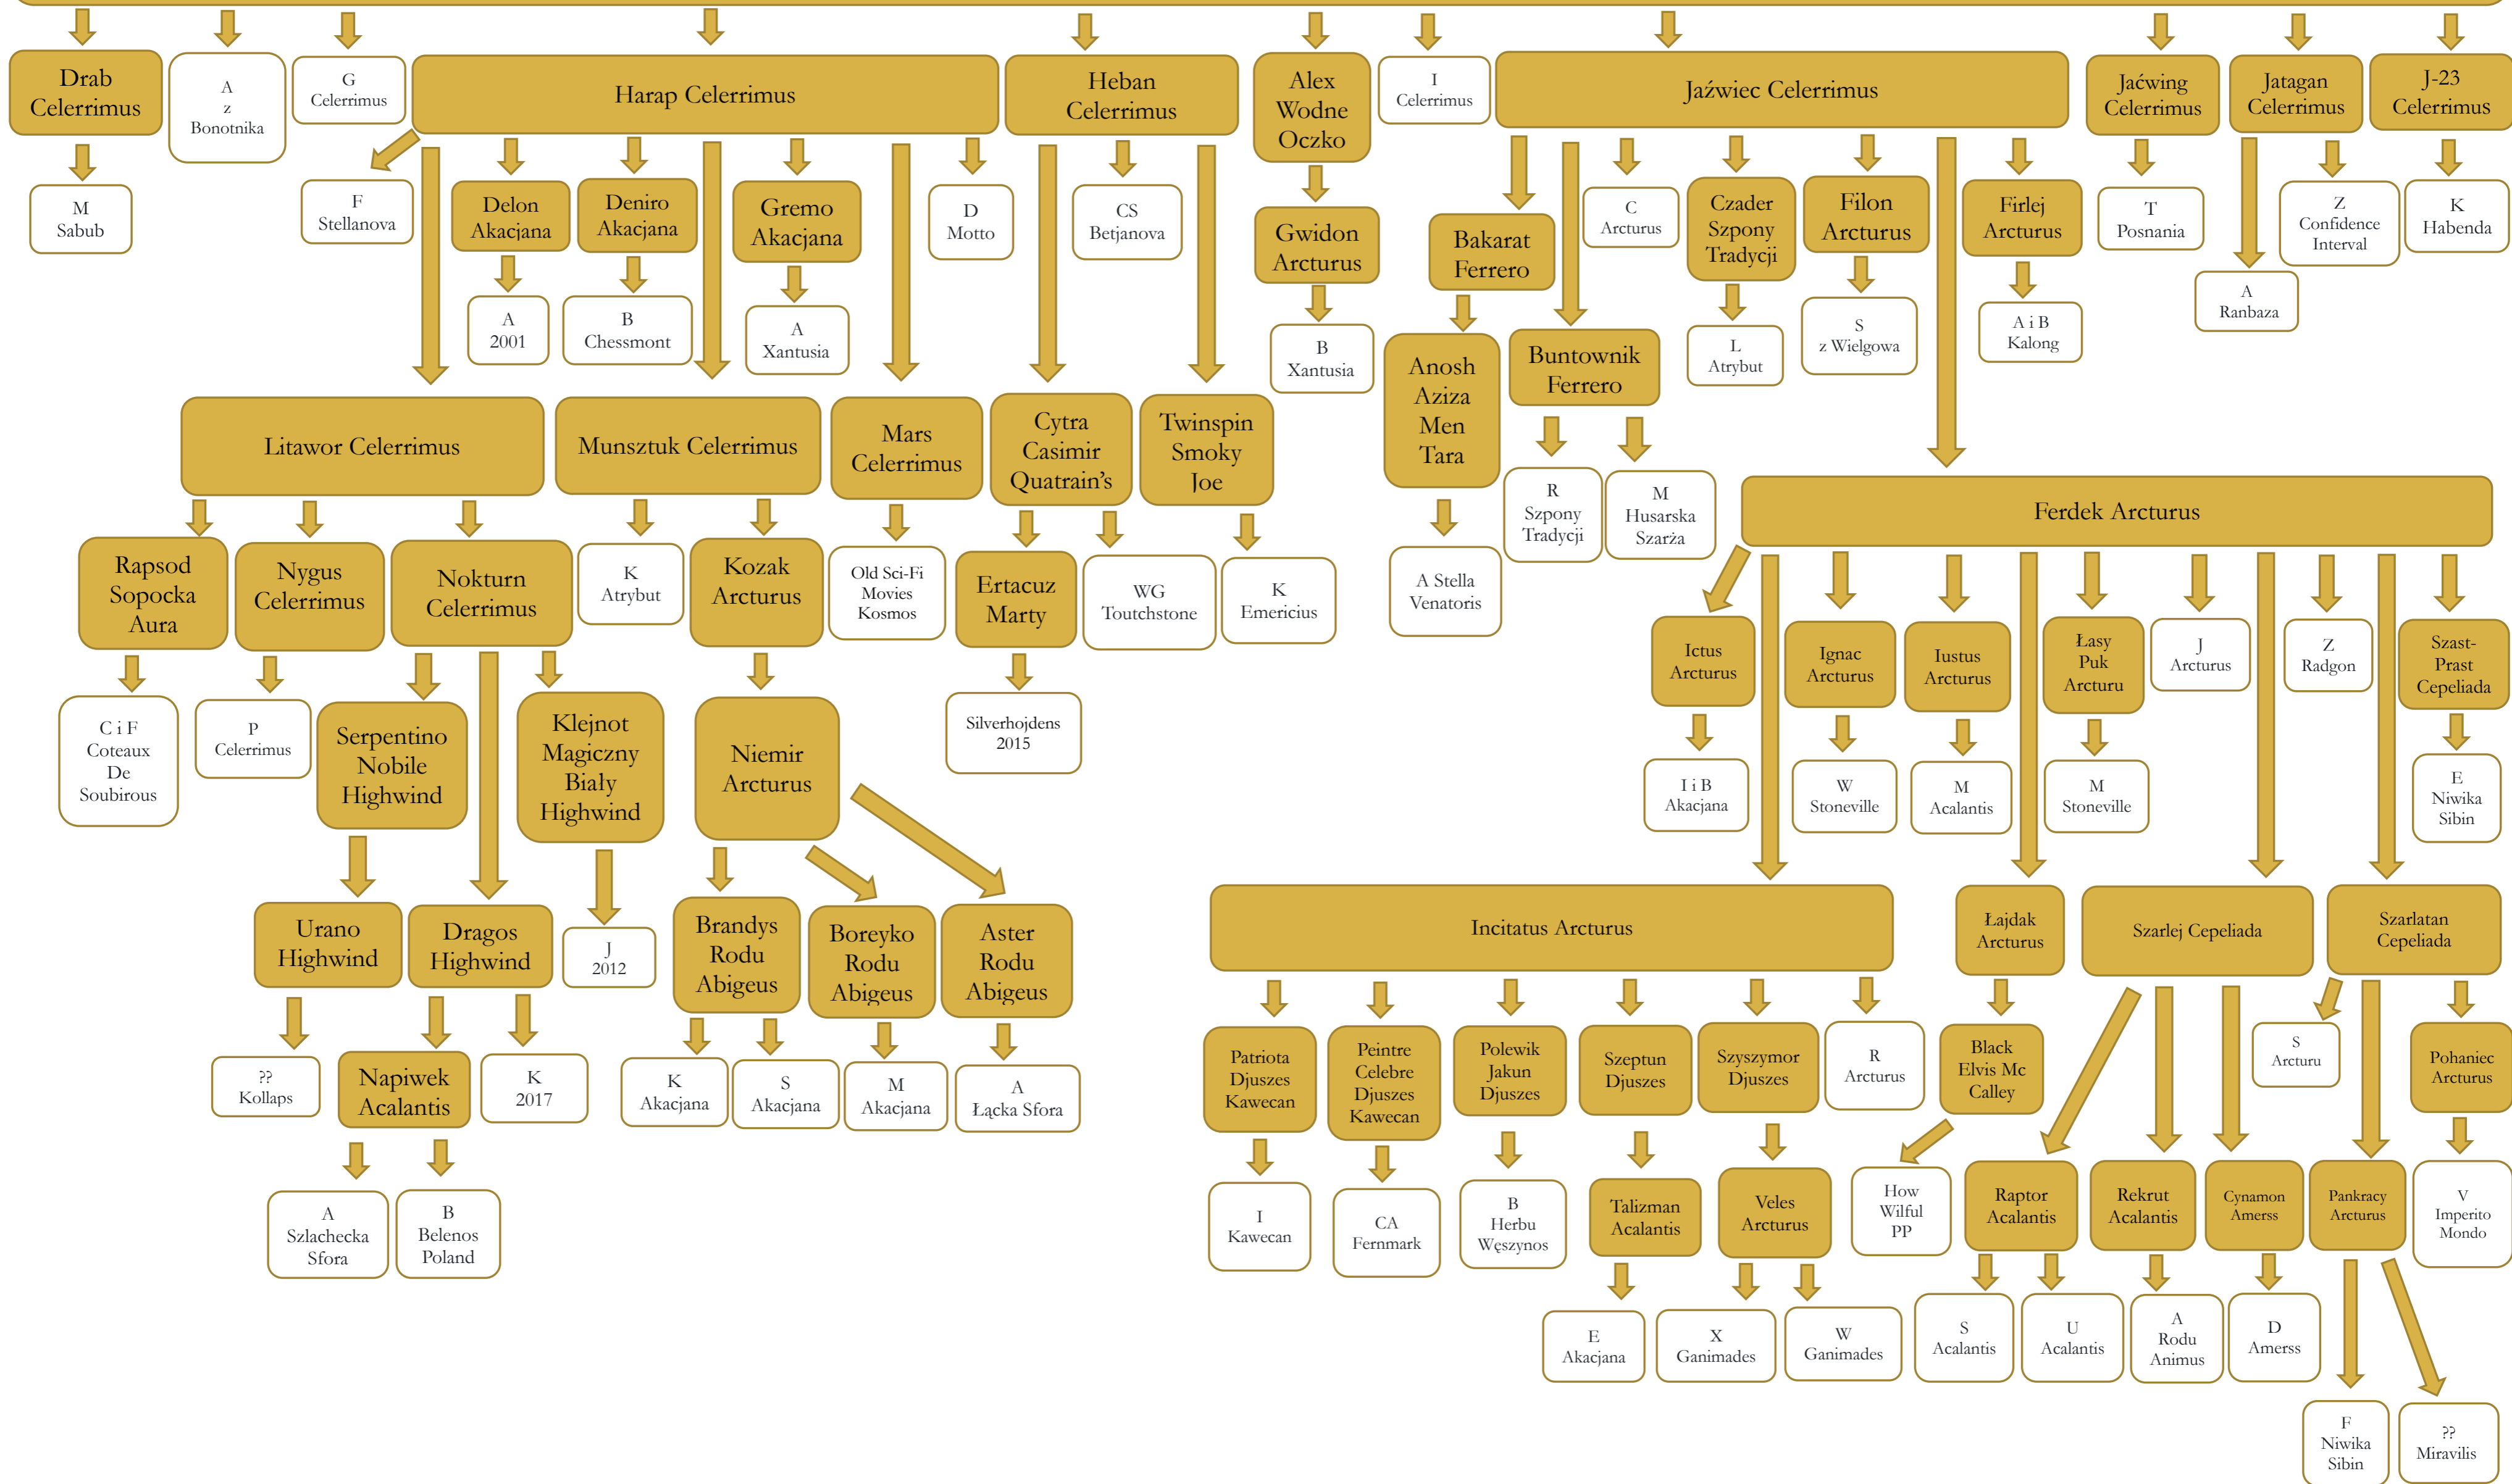 Drab
Celerrimus
A
z
Bonotnika
G
Celerrimus
Harap Celerrimus
Heban
Celerrimus
Alex
Wodne
Oczko
I
Celerrimus
Jaźwiec Celerrimus
Jaćwing
Celerrimus
Jatagan
Celerrimus
J-23
Celerrimus
M
Sabub
F
Stellanova
Delon
Akacjana
Deniro
Akacjana
Gremo
Akacjana
D
Motto
CS
Betjanova
Gwidon
Arcturus
Bakarat
Ferrero
C
Arcturus
Czader
Szpony
Tradycji
Filon
Arcturus
Firlej
Arcturus
T
Posnania
Z
Confidence
Interval
K
Habenda
A
2001
B
Chessmont
A
Xantusia
B
Xantusia
Anosh
Aziza
Men
Tara
Buntownik
Ferrero
L
Atrybut
S
z Wielgowa
A i B
Kalong
A
Ranbaza
Litawor Celerrimus
Munsztuk Celerrimus
Mars
Celerrimus
Cytra
Casimir
Quatrain's
Twinspin
Smoky
Joe
R
Szpony
Tradycji
M
Husarska
Szarża
Ferdek Arcturus
Rapsod
Sopocka
Aura
Nygus
Celerrimus
Nokturn
Celerrimus
K
Atrybut
Kozak
Arcturus
Old Sci-Fi
Movies
Kosmos
Ertacuz
Marty
WG
Toutchstone
K
Emericius
A Stella
Venatoris
Ictus
Arcturus
Ignac
Arcturus
Iustus
Arcturus
Łasy
Puk
Arcturu
J
Arcturus
Z
Radgon
Szast-
Prast
Cepeliada
C i F
Coteaux
De
Soubirous
P
Celerrimus
Serpentino
Nobile
Highwind
Klejnot
Magiczny
Biały
Highwind
Niemir
Arcturus
Silverhojdens
2015
I i B
Akacjana
W
Stoneville
M
Acalantis
M
Stoneville
E
Niwika
Sibin
Urano
Highwind
Dragos
Highwind
J
2012
Brandys
Rodu
Abigeus
Boreyko
Rodu
Abigeus
Aster
Rodu
Abigeus
Incitatus Arcturus
Łajdak
Arcturus
Szarlej Cepeliada
Szarlatan
Cepeliada
??
Kollaps
Napiwek
Acalantis
K
2017
K
Akacjana
S
Akacjana
M
Akacjana
A
Łącka Sfora
Patriota
Djuszes
Kawecan
Peintre
Celebre
Djuszes
Kawecan
Polewik
Jakun
Djuszes
Szeptun
Djuszes
Szyszymor
Djuszes
R
Arcturus
Black
Elvis Mc
Calley
S
Arcturu
Pohaniec
Arcturus
A
Szlachecka
Sfora
B
Belenos
Poland
I
Kawecan
CA
Fernmark
B
Herbu
Węszynos
Talizman
Acalantis
Veles
Arcturus
How
Wilful
PP
Raptor
Acalantis
Rekrut
Acalantis
Cynamon
Amerss
Pankracy
Arcturus
V
Imperito
Mondo
E
Akacjana
X
Ganimades
W
Ganimades
S
Acalantis
U
Acalantis
A
Rodu
Animus
D
Amerss
F
Niwika
Sibin
??
Miravilis